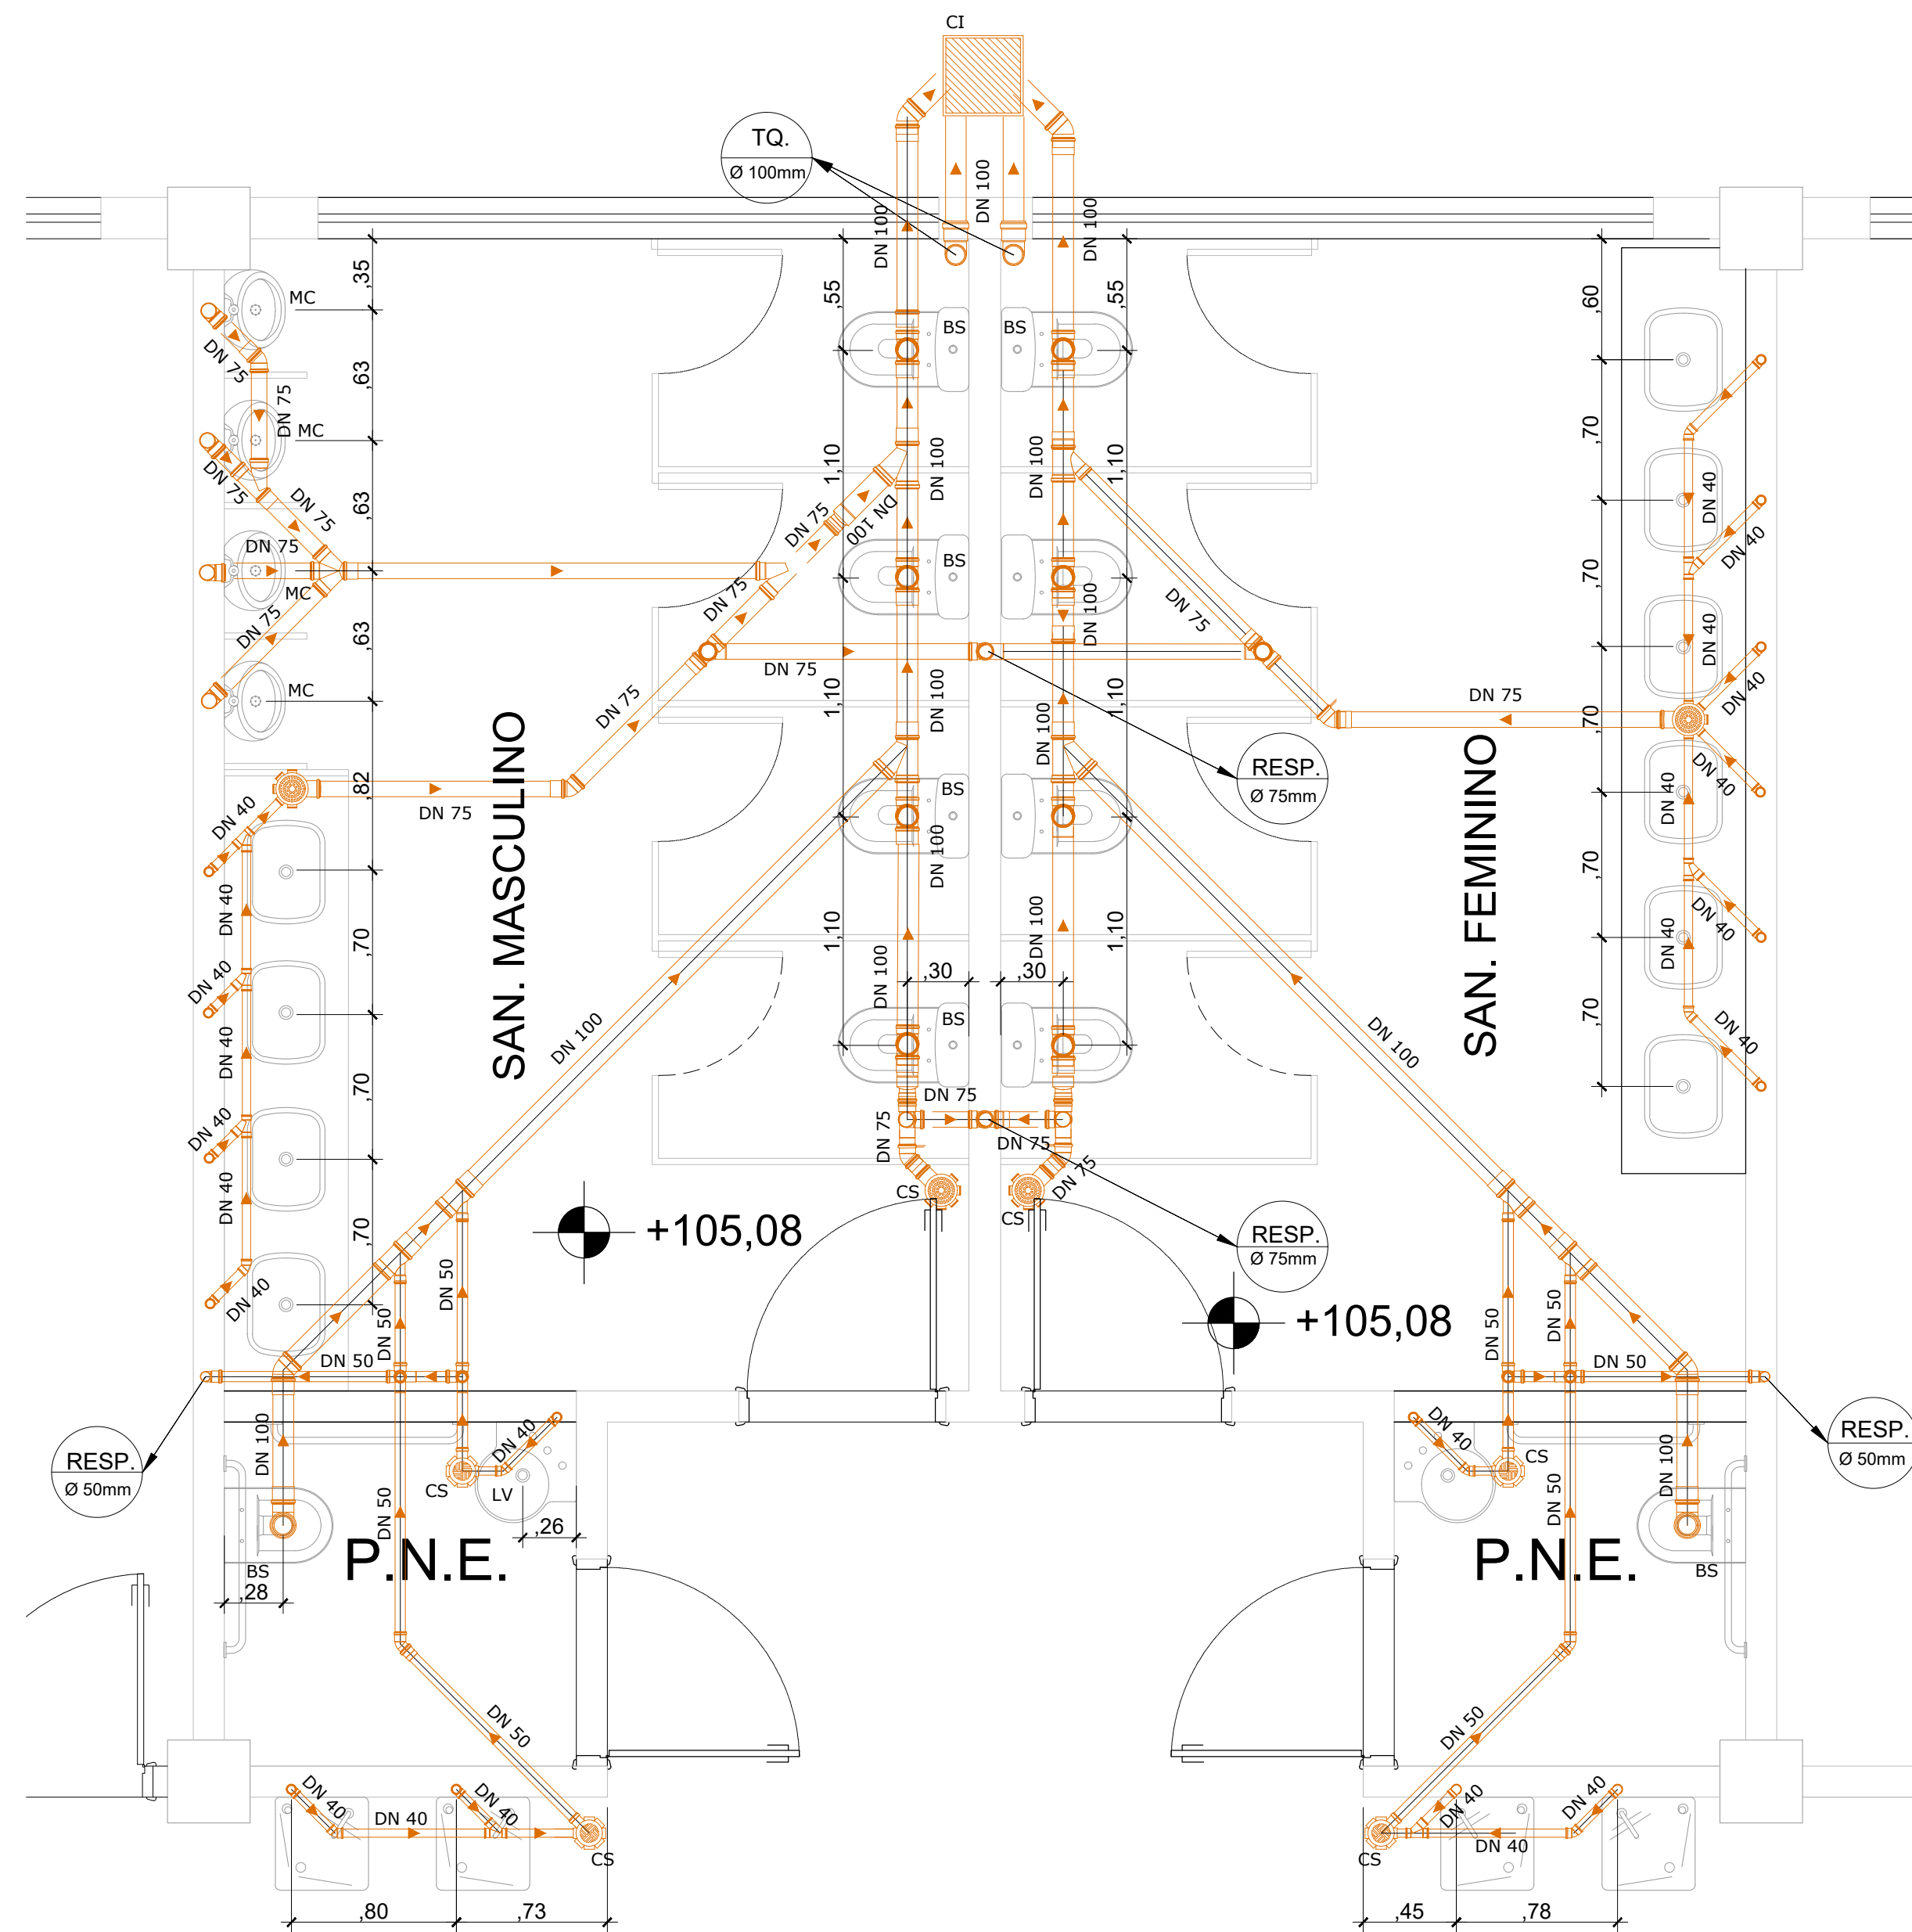 CI
TQ.
Ø 100mm
DN 100
DN 100
DN 100
,35
,55
,55
,60
MC
BS
BS
DN 75
,63
DN 75
MC
DN 75
DN 75
,63
1,10
DN 100
DN 100
1,10
,70
DN 40
DN 75
DN 100
DN 40
DN 75
BS
MC
DN 75
,63
DN 75
DN 75
DN 100
,70
DN 40
DN 75
DN 75
DN 75
MC
1,10
DN 100
DN 100
1,10
DN 75
,70
DN 40
RESP.
Ø 75mm
,82
DN 75
DN 40
BS
DN 40
DN 40
SAN. MASCULINO
SAN. FEMININO
DN 100
,70
DN 40
,70
1,10
DN 100
1,10
DN 40
DN 40
DN 40
DN 100
,30
,30
BS
DN 40
,70
,70
DN 40
DN 100
DN 100
DN 40
DN 75
DN 75
DN 75
DN 75
DN 40
,70
CS
CS
+105,08
RESP.
Ø 75mm
+105,08
DN 40
DN 50
DN 50
DN 50
DN 50
DN 50
DN 50
RESP.
Ø 50mm
DN 100
DN 40
CS
LV
DN 50
,26
DN 40
CS
DN 50
DN 100
RESP.
Ø 50mm
P.N.E.
P.N.E.
BS
BS
,28
DN 50
DN 50
DN 40
DN 40
DN 40
CS
DN 40
DN 40
DN 40
CS
,80
,73
,45
,78